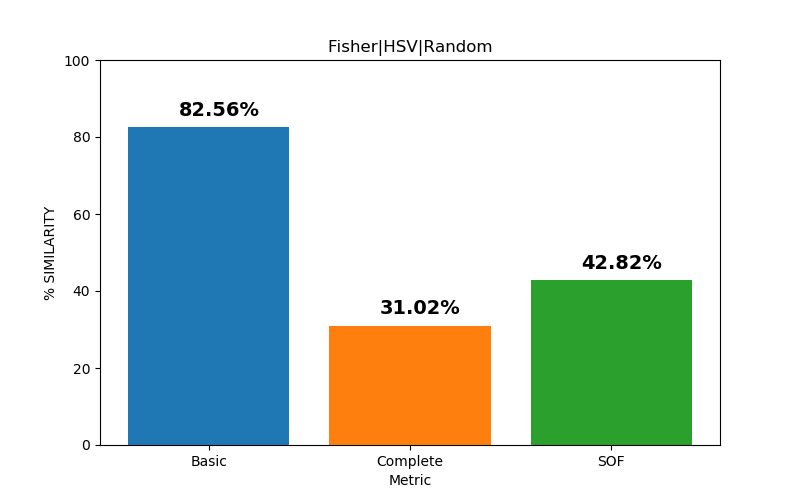 Fisher|HSV|Random
100
80
60
40
20
0
% SIMILARITY
82.56%
31.02%
42.82%
Basic
Complete
SOF
Metric